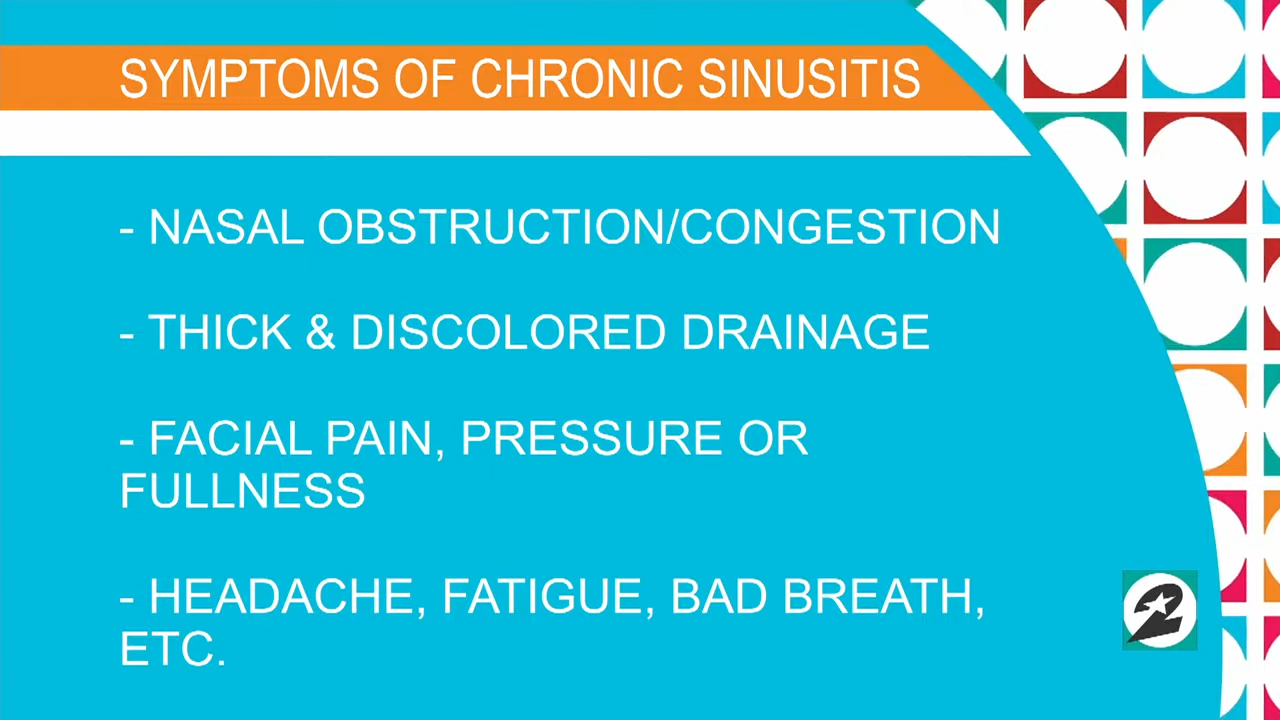 SYMPTOMS OF CHRONIC SINUSITIS
- NASAL OBSTRUCTION/CONGESTION
- THICK & DISCOLORED DRAINAGE
- FACIAL PAIN, PRESSURE OR
FULLNESS
- HEADACHE, FATIGUE, BAD BREATH,
ETC.
2